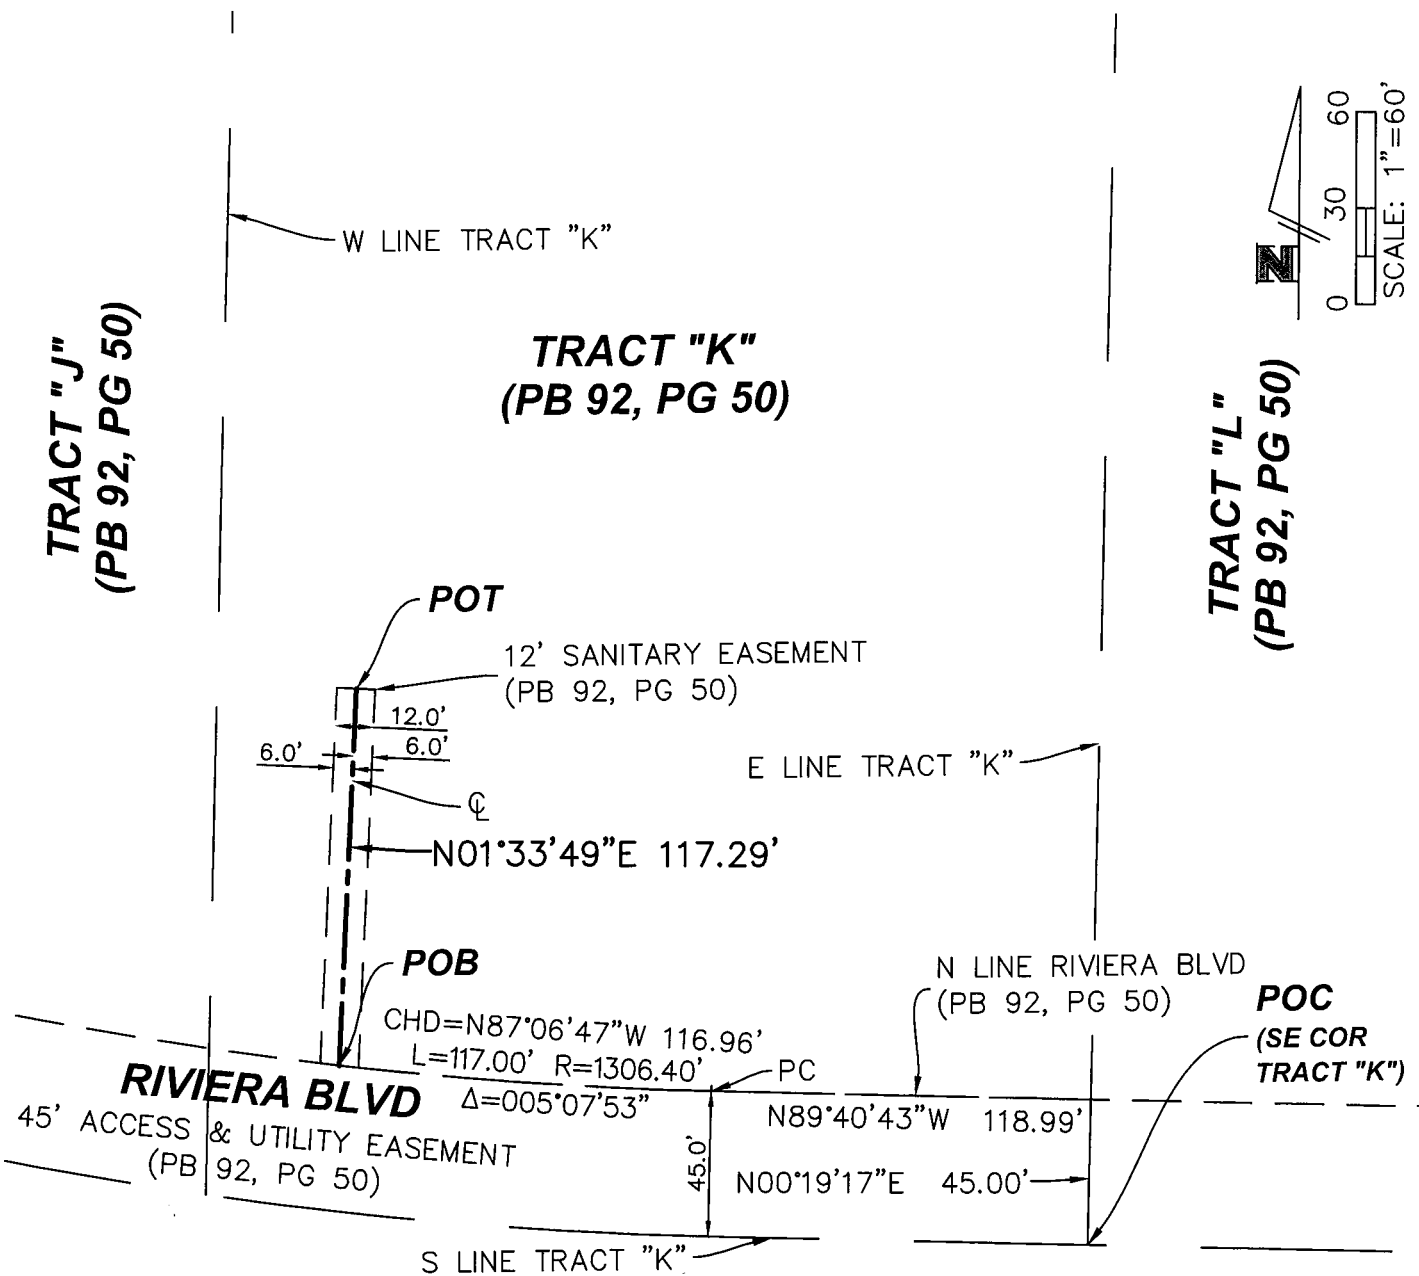 W LINE TRACT "K"
TRACT "K"
(PB 92, PG 50)
TRACT "J"
(PB 92, PG 50)
TRACT "L"
(PB 92, PG 50)
N
0 30 60
SCALE: 1"=60'
POT
12' SANITARY EASEMENT
(PB 92, PG 50)
12.0'
6.0' 6.0'
E LINE TRACT "K"
℄
N01°33'49"E 117.29'
POB
N LINE RIVIERA BLVD
(PB 92, PG 50)
POC
(SE COR
TRACT "K")
CHD=N87°06'47"W 116.96'
L=117.00' R=1306.40'
Δ=005°07'53"
PC
RIVIERA BLVD
45' ACCESS & UTILITY EASEMENT
(PB 92, PG 50)
N89°40'43"W 118.99'
45.0'
N00°19'17"E 45.00'
S LINE TRACT "K"